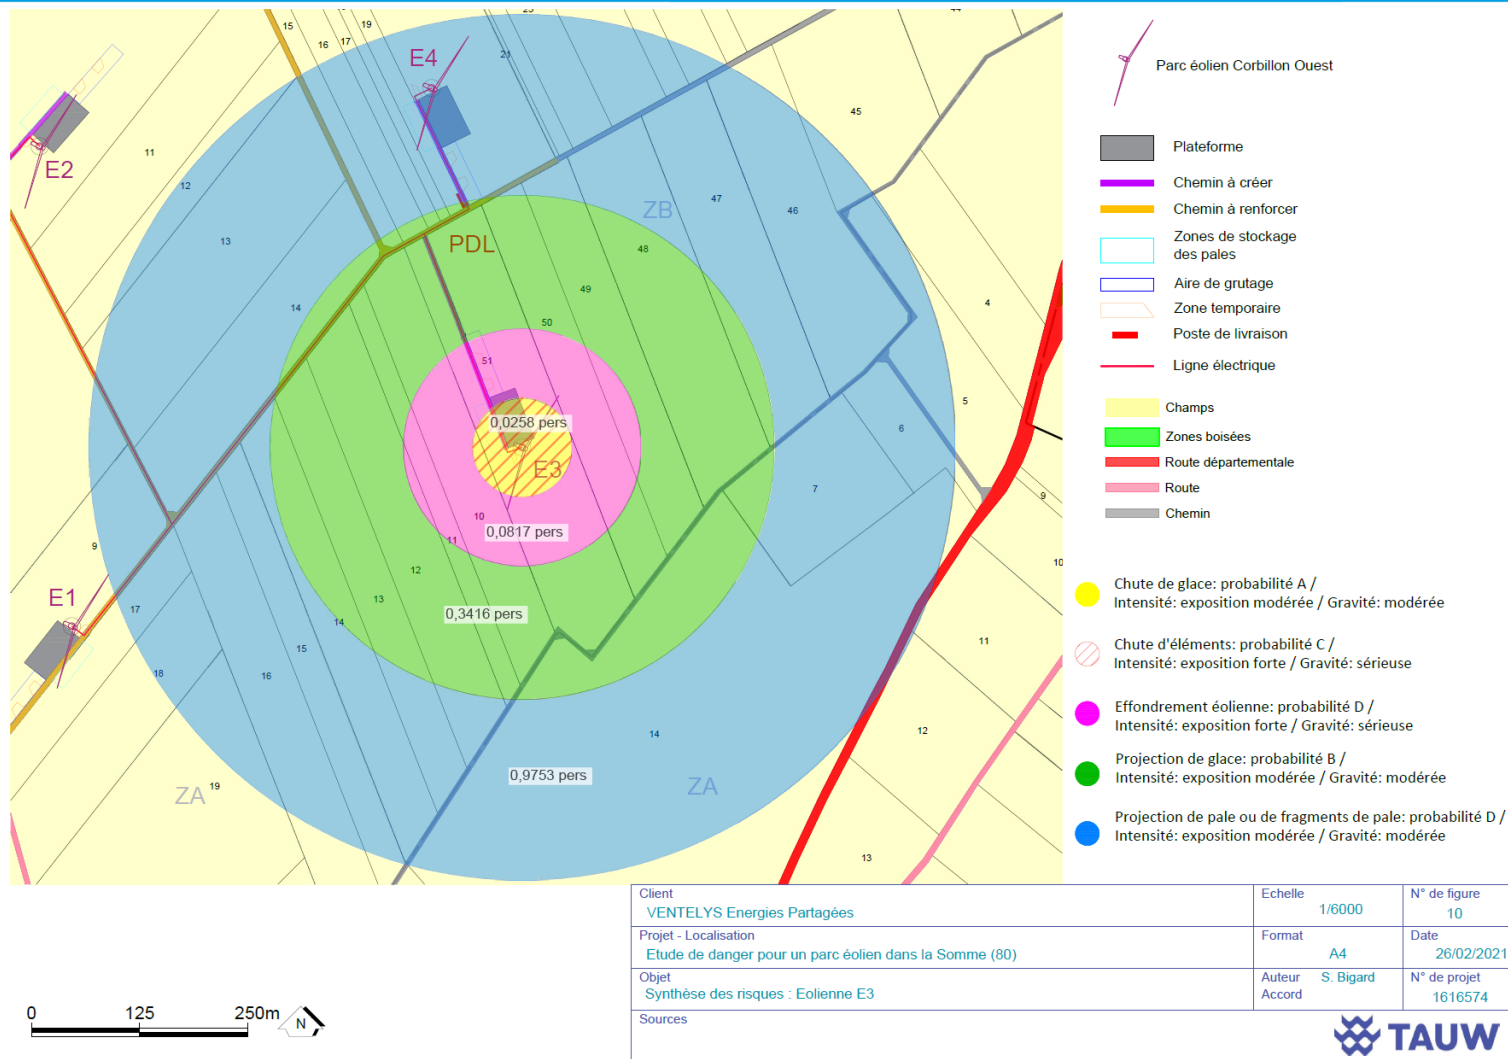 15
16
17
19
E4
21
44
45
E2
11
12
13
ZB
47
46
PDL
48
14
49
50
51
4
5
6
7
0,0258 pers
E3
10
0,0817 pers
11
12
13
14
0,3416 pers
15
16
9
E1
17
18
ZA
19
0,9753 pers
14
ZA
9
10
11
12
13
Parc éolien Corbillon Ouest
Plateforme
Chemin à créer
Chemin à renforcer
Zones de stockage
des pales
Aire de grutage
Zone temporaire
Poste de livraison
Ligne électrique
Champs
Zones boisées
Route départementale
Route
Chemin
Chute de glace: probabilité A /
Intensité: exposition modérée / Gravité: modérée
Chute d'éléments: probabilité C /
Intensité: exposition forte / Gravité: sérieuse
Effondrement éolienne: probabilité D /
Intensité: exposition forte / Gravité: sérieuse
Projection de glace: probabilité B /
Intensité: exposition modérée / Gravité: modérée
Projection de pale ou de fragments de pale: probabilité D /
Intensité: exposition modérée / Gravité: modérée
0 125 250m
N
Client
VENTELYS Energies Partagées
Echelle
1/6000
N° de figure
10
Projet - Localisation
Etude de danger pour un parc éolien dans la Somme (80)
Format
A4
Date
26/02/2021
Objet
Synthèse des risques : Eolienne E3
Auteur S. Bigard
Accord
N° de projet
1616574
Sources
TAUW